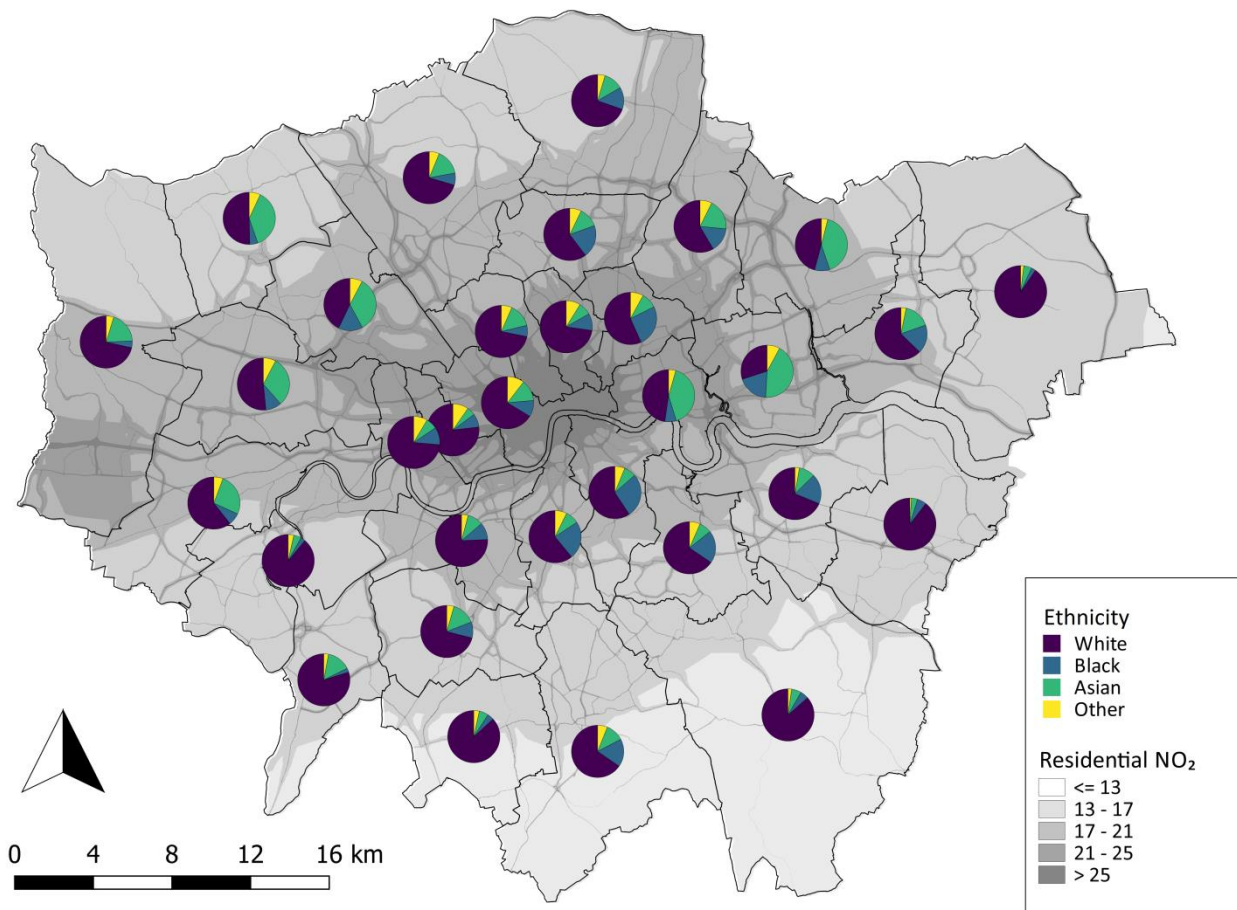 Ethnicity
White
Black
Asian
Other
Residential NO₂
<= 13
13 - 17
17 - 21
21 - 25
> 25
0 4 8 12 16 km